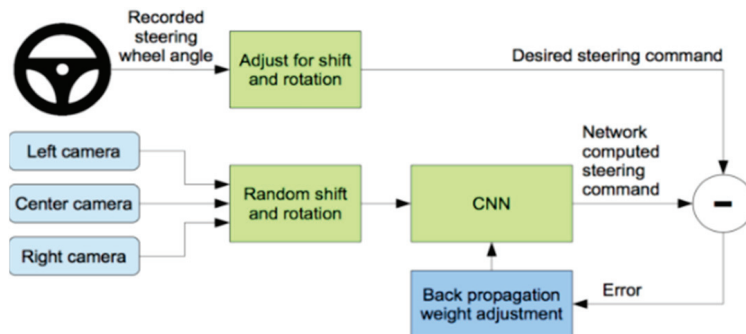 Recorded
steering
wheel angle
Adjust for shift
and rotation
Desired steering command
Left camera
Center camera
Right camera
Random shift
and rotation
CNN
Network
computed
steering
command
-
Back propagation
weight adjustment
Error